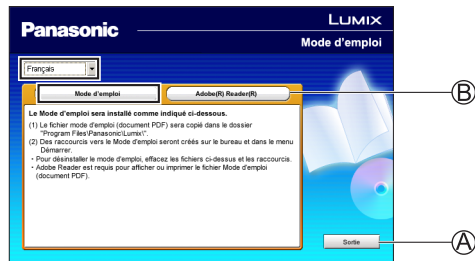 Panasonic
LUMIX
Mode d'emploi
Français
Mode d'emploi
Adobe(R) Reader(R)
B
Le Mode d'emploi sera installé comme indiqué ci-dessous.
(1) Le fichier mode d'emploi (document PDF) sera copié dans le dossier
"Program Files\Panasonic\Lumix\".
(2) Des raccourcis vers le Mode d'emploi seront créés sur le bureau et dans le menu
Démarrer.
・Pour désinstaller le mode d'emploi, effacez les fichiers ci-dessus et les raccourcis.
・Adobe Reader est requis pour afficher ou imprimer le fichier Mode d'emploi
(document PDF).
Sortie
A